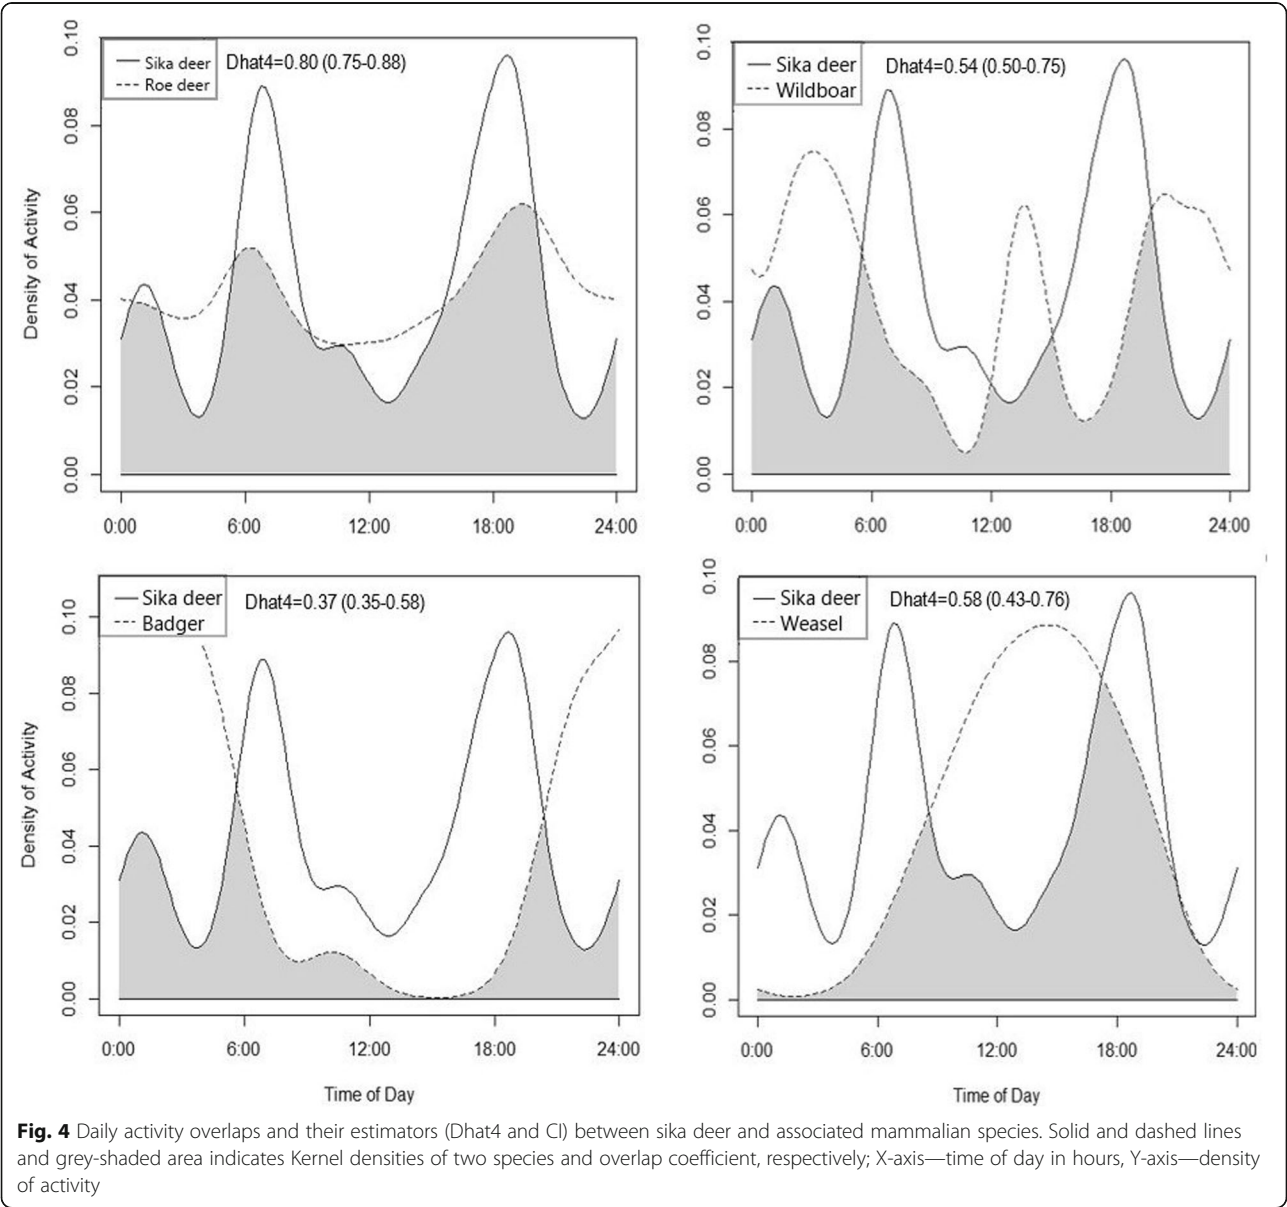 Sika deer
Roe deer
Dhat4=0.80 (0.75-0.88)
Density of Activity
0.00 0.02 0.04 0.06 0.08 0.10
0:00 6:00 12:00 18:00 24:00
Sika deer
Wildboar
Dhat4=0.54 (0.50-0.75)
0.00 0.02 0.04 0.06 0.08 0.10
0:00 6:00 12:00 18:00 24:00
Sika deer
Badger
Dhat4=0.37 (0.35-0.58)
Density of Activity
0.00 0.02 0.04 0.06 0.08 0.10
0:00 6:00 12:00 18:00 24:00
Time of Day
Sika deer
Weasel
Dhat4=0.58 (0.43-0.76)
0.00 0.02 0.04 0.06 0.08 0.10
0:00 6:00 12:00 18:00 24:00
Time of Day
Fig. 4 Daily activity overlaps and their estimators (Dhat4 and CI) between sika deer and associated mammalian species. Solid and dashed lines
and grey-shaded area indicates Kernel densities of two species and overlap coefficient, respectively; X-axis—time of day in hours, Y-axis—density
of activity